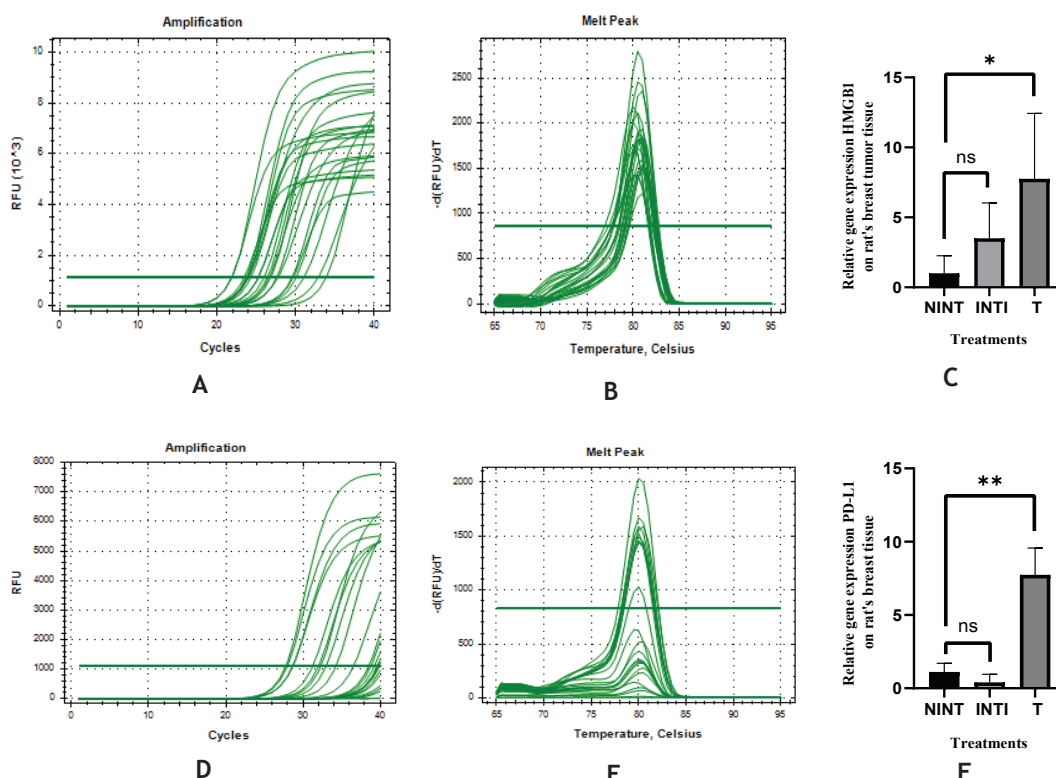 Amplification
10
8
6
4
2
0
RFU (10^3)
0 10 20 30 40
Cycles
A
Melt Peak
2500
2000
1500
1000
500
0
-d(RFU)/dT
65 70 75 80 85 90 95
Temperature, Celsius
B
Relative gene expression HMGB1
on rat's breast tumor tissue
15
10
5
0
*
ns
NINT INTI T
Treatments
C
Amplification
8000
7000
6000
5000
4000
3000
2000
1000
0
RFU
0 10 20 30 40
Cycles
D
Melt Peak
2000
1500
1000
500
0
-d(RFU)/dT
65 70 75 80 85 90 95
Temperature, Celsius
Relative gene expression PD-L1
on rat's breast tissue
15
10
5
0
**
ns
NINT INTI T
Treatments